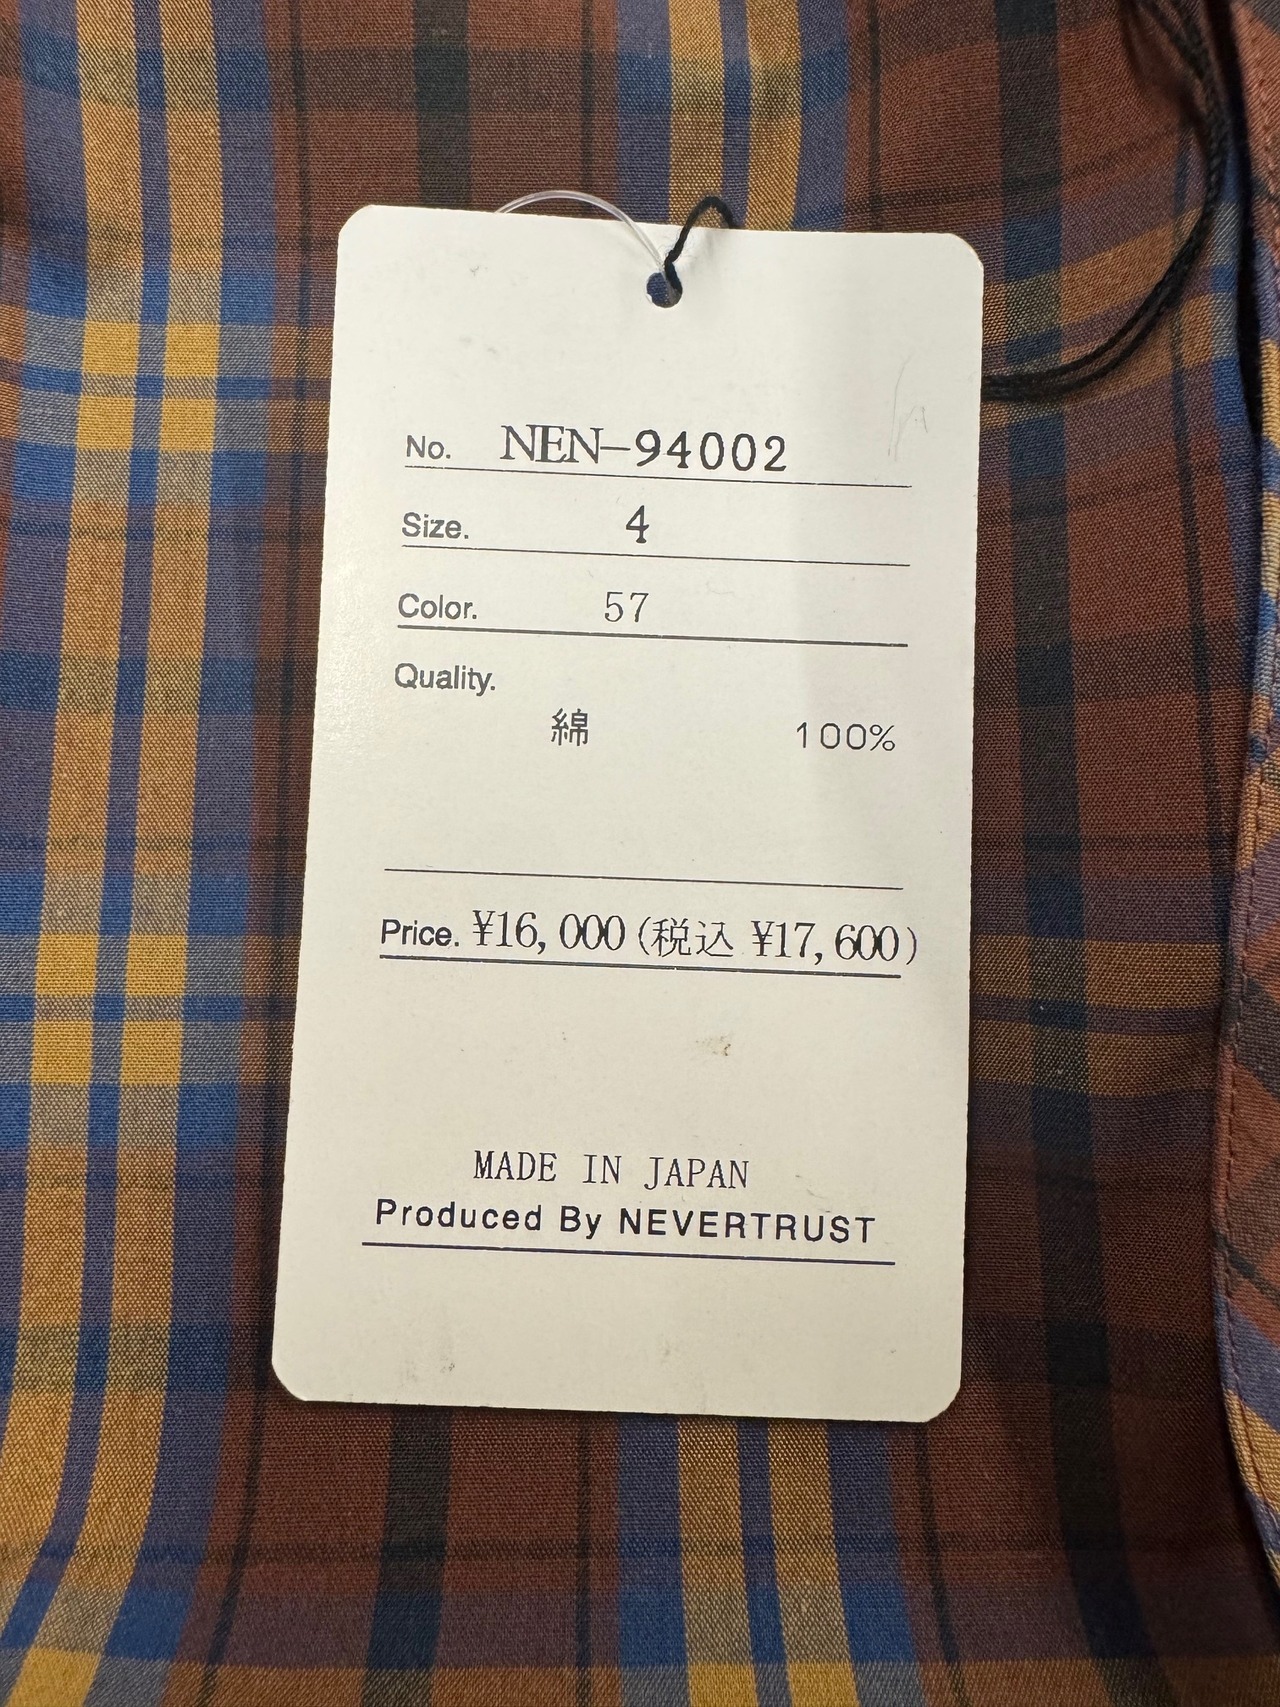 No. NEN-94002
Size. 4
Color. 57
Quality.
綿 100%
Price. ¥16,000(税込 ¥17,600)
MADE IN JAPAN
Produced By NEVERTRUST